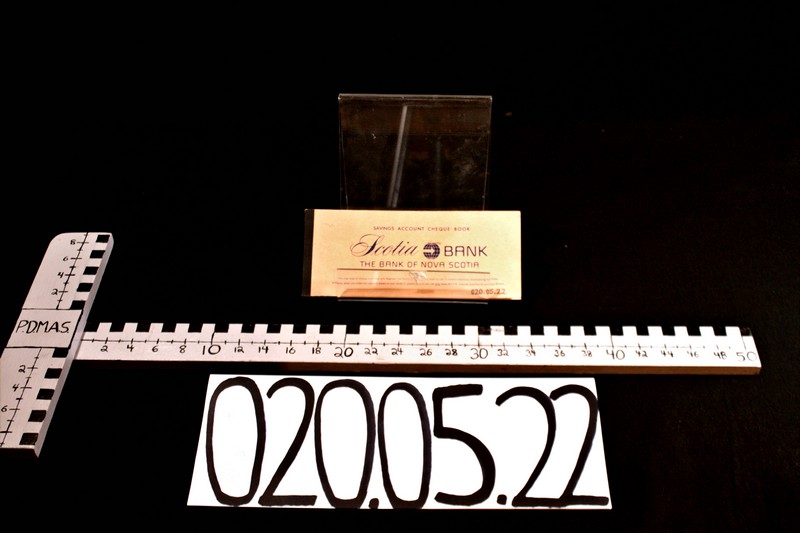 SAVINGS ACCOUNT CHEQUE BOOK
Scotia BANK
THE BANK OF NOVA SCOTIA
020.05.22
8
6
4
2
P.D.M.A.S.
2
4
6
2 4 6 8 10 12 14 16 18 20 22 24 26 28 30 32 34 36 38 40 42 44 46 48 50
020.05.22